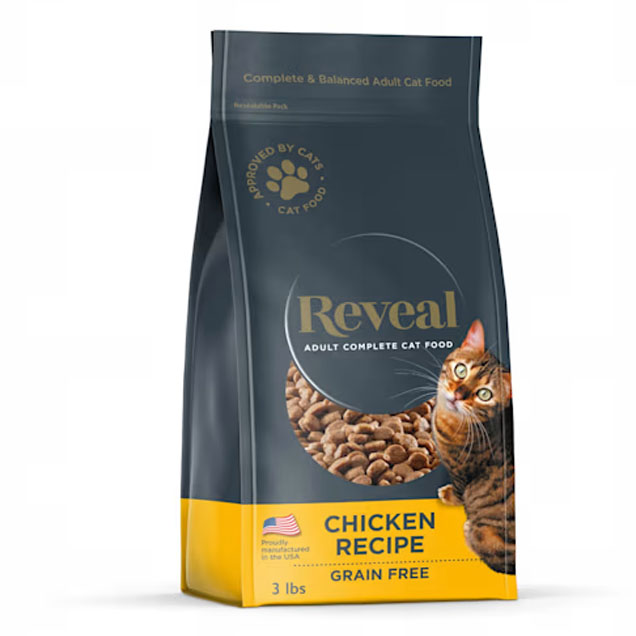 Complete & Balanced Adult Cat Food
Resealable Pack
APPROVED BY CATS
CAT FOOD
Reveal
ADULT COMPLETE CAT FOOD
Proudly
manufactured
in the USA
CHICKEN
RECIPE
GRAIN FREE
3 lbs